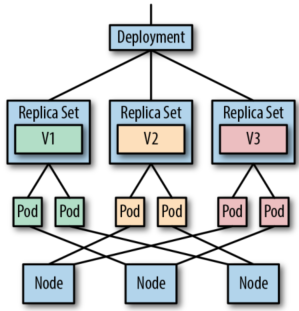 Deployment
Replica Set Replica Set Replica Set
V1 V2 V3
Pod Pod Pod Pod Pod Pod
Node Node Node